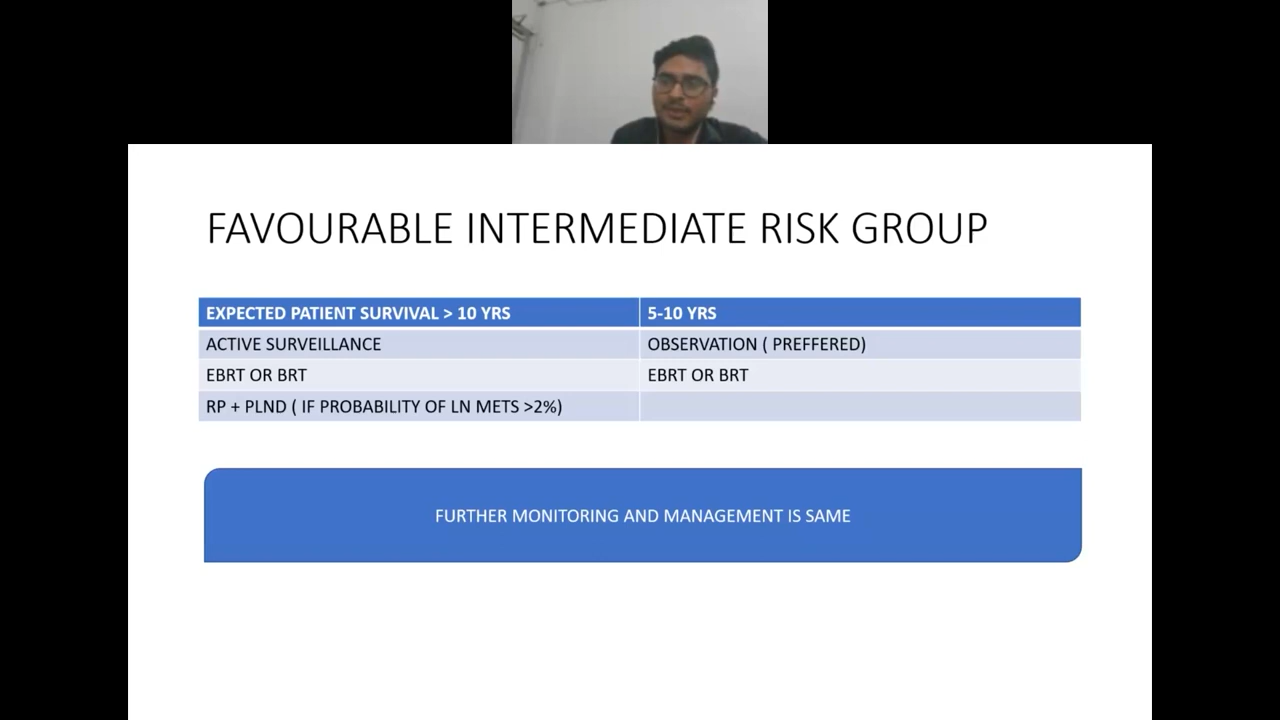 FAVOURABLE INTERMEDIATE RISK GROUP
EXPECTED PATIENT SURVIVAL > 10 YRS
5-10 YRS
ACTIVE SURVEILLANCE
OBSERVATION ( PREFFERED)
EBRT OR BRT
EBRT OR BRT
RP + PLND ( IF PROBABILITY OF LN METS >2%)
FURTHER MONITORING AND MANAGEMENT IS SAME